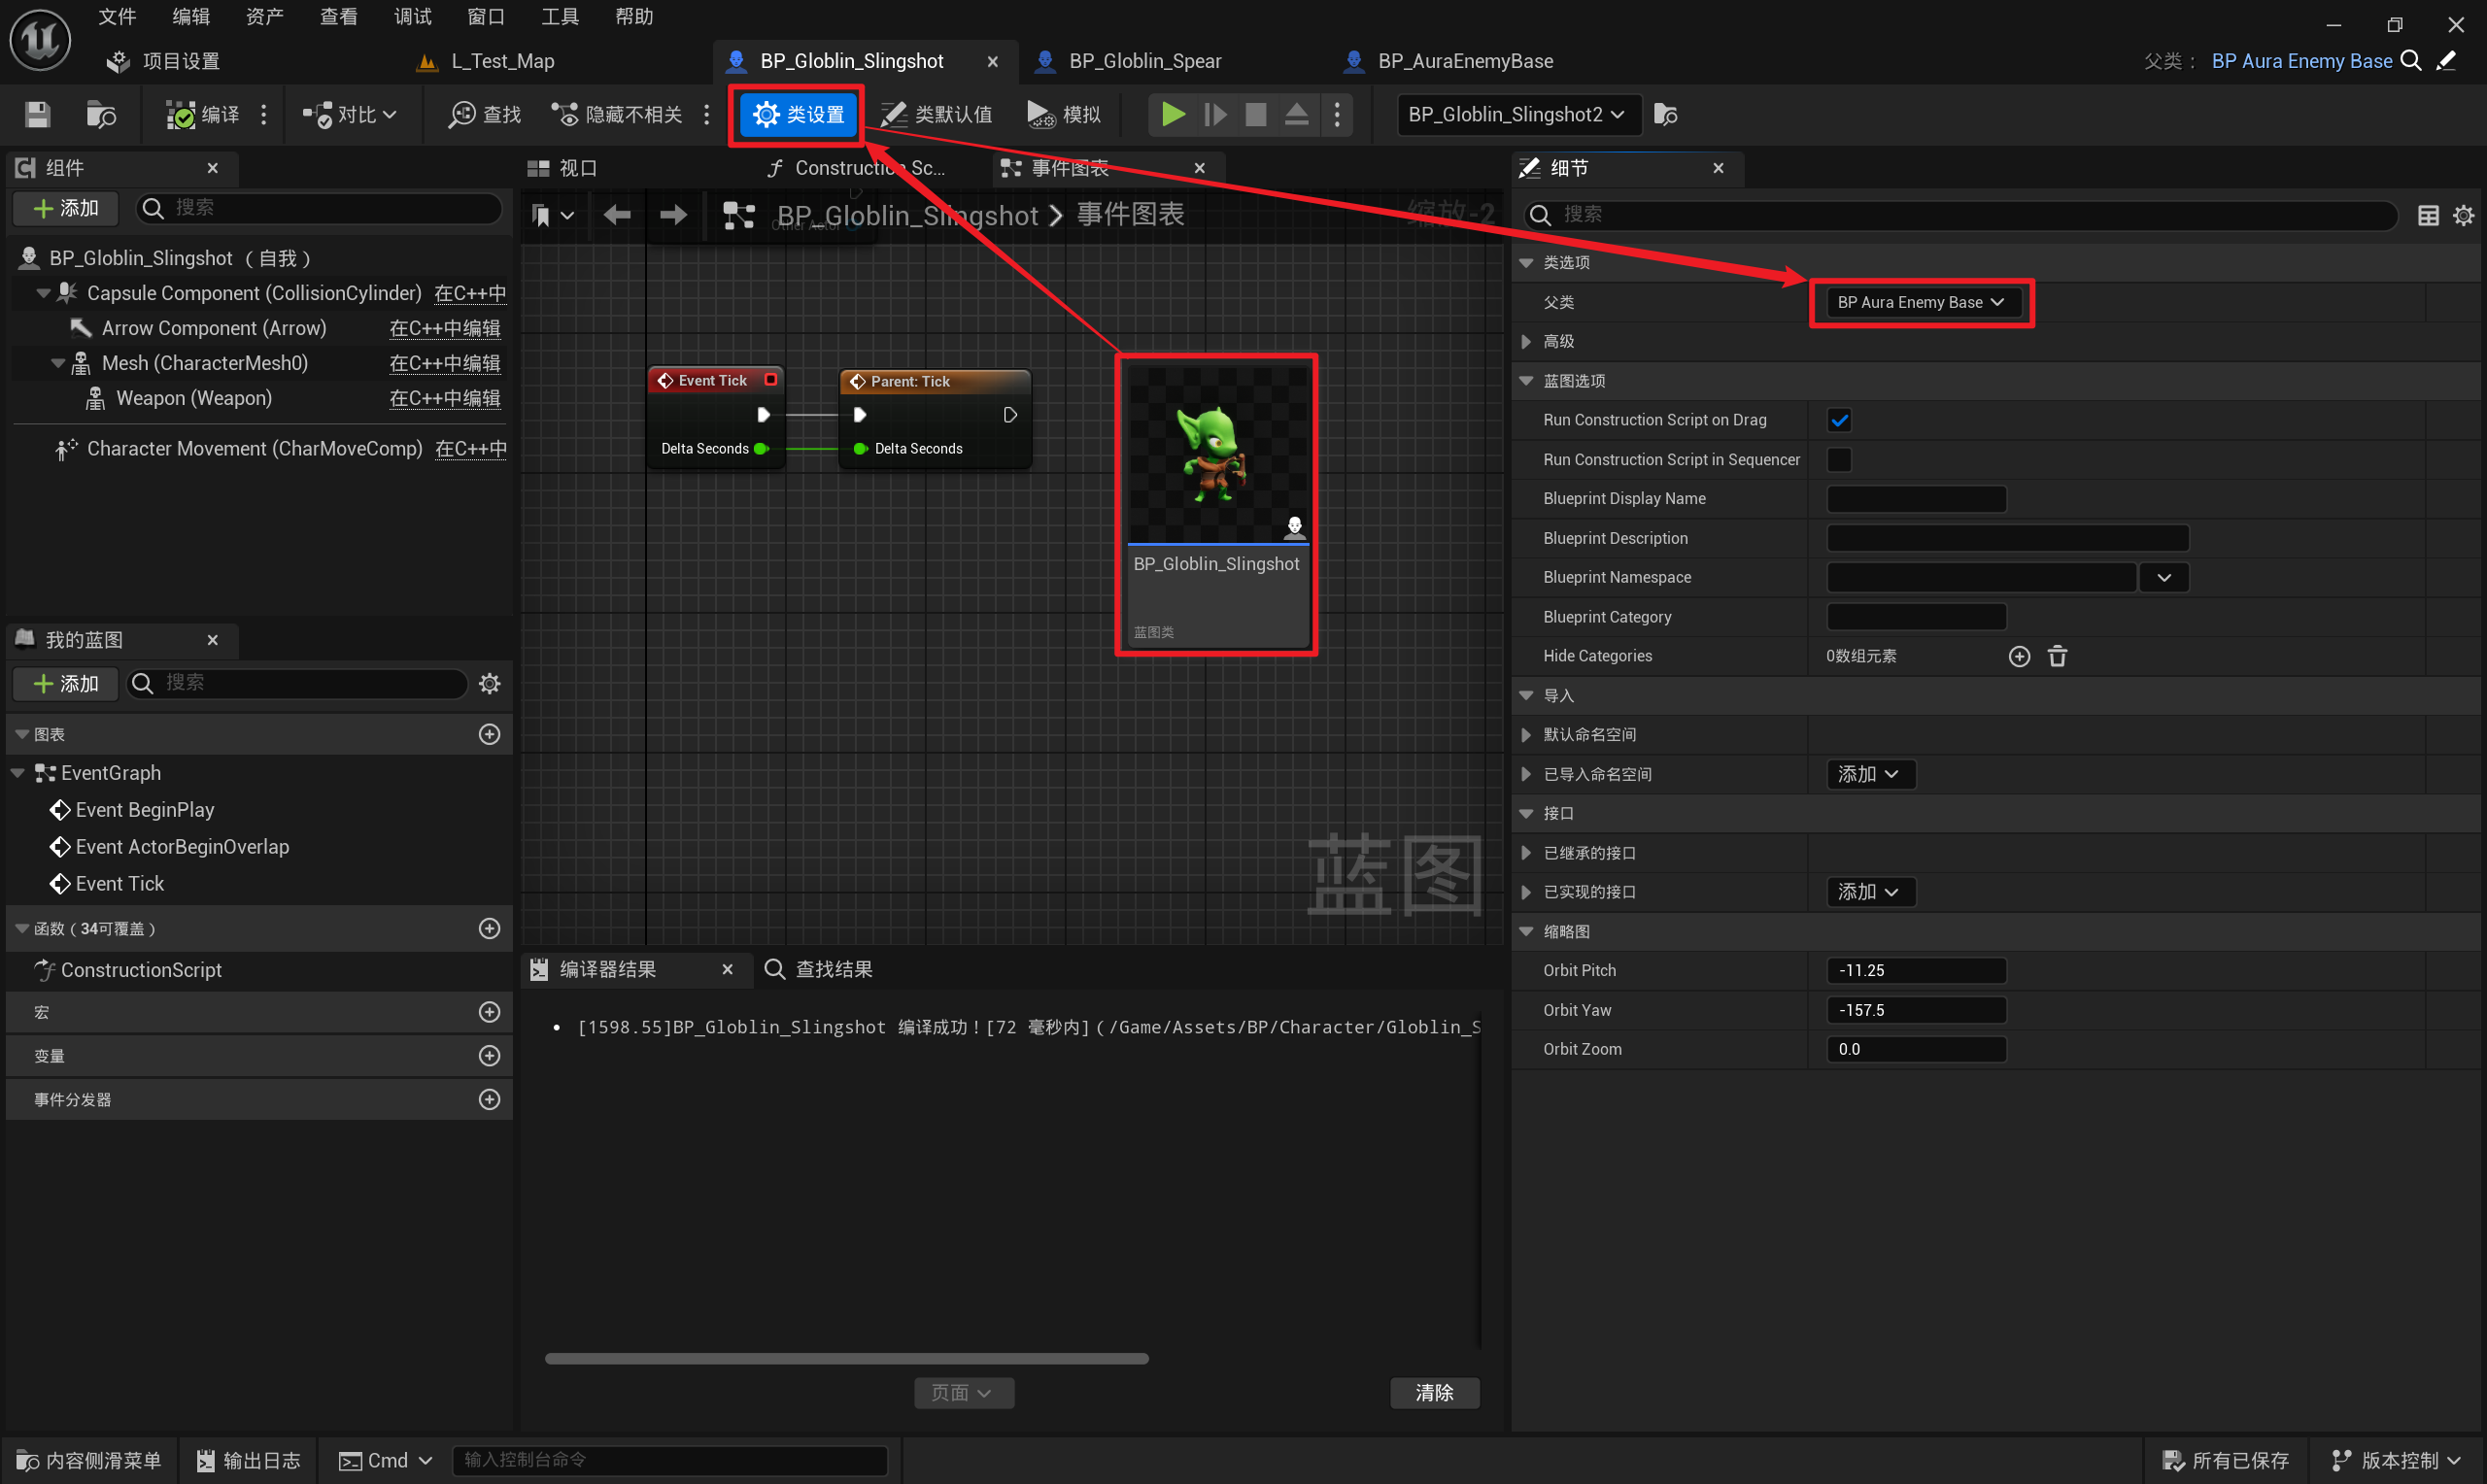 文件
编辑
资产
查看
调试
窗口
工具
帮助
项目设置
L_Test_Map
BP_Globlin_Slingshot
BP_Globlin_Spear
BP_AuraEnemyBase
父类： BP Aura Enemy Base
编译
对比
查找
隐藏不相关
类设置
类默认值
模拟
BP_Globlin_Slingshot2
组件
添加
搜索
BP_Globlin_Slingshot （自我）
Capsule Component (CollisionCylinder) 在C++中
Arrow Component (Arrow) 在C++中编辑
Mesh (CharacterMesh0) 在C++中编辑
Weapon (Weapon) 在C++中编辑
Character Movement (CharMoveComp) 在C++中
我的蓝图
添加
搜索
图表
EventGraph
Event BeginPlay
Event ActorBeginOverlap
Event Tick
函数（34可覆盖）
ConstructionScript
宏
变量
事件分发器
视口
Construction Sc...
事件图表
BP_Globlin_Slingshot > 事件图表
缩放-2
Other Actor
Event Tick
Delta Seconds
Parent: Tick
Delta Seconds
BP_Globlin_Slingshot
蓝图类
蓝图
编译器结果
查找结果
• [1598.55]BP_Globlin_Slingshot 编译成功！[72 毫秒内]（/Game/Assets/BP/Character/Globlin_S
页面
清除
细节
搜索
类选项
父类 BP Aura Enemy Base
高级
蓝图选项
Run Construction Script on Drag
Run Construction Script in Sequencer
Blueprint Display Name
Blueprint Description
Blueprint Namespace
Blueprint Category
Hide Categories 0数组元素
导入
默认命名空间
已导入命名空间 添加
接口
已继承的接口
已实现的接口 添加
缩略图
Orbit Pitch -11.25
Orbit Yaw -157.5
Orbit Zoom 0.0
内容侧滑菜单
输出日志
Cmd
输入控制台命令
所有已保存
版本控制